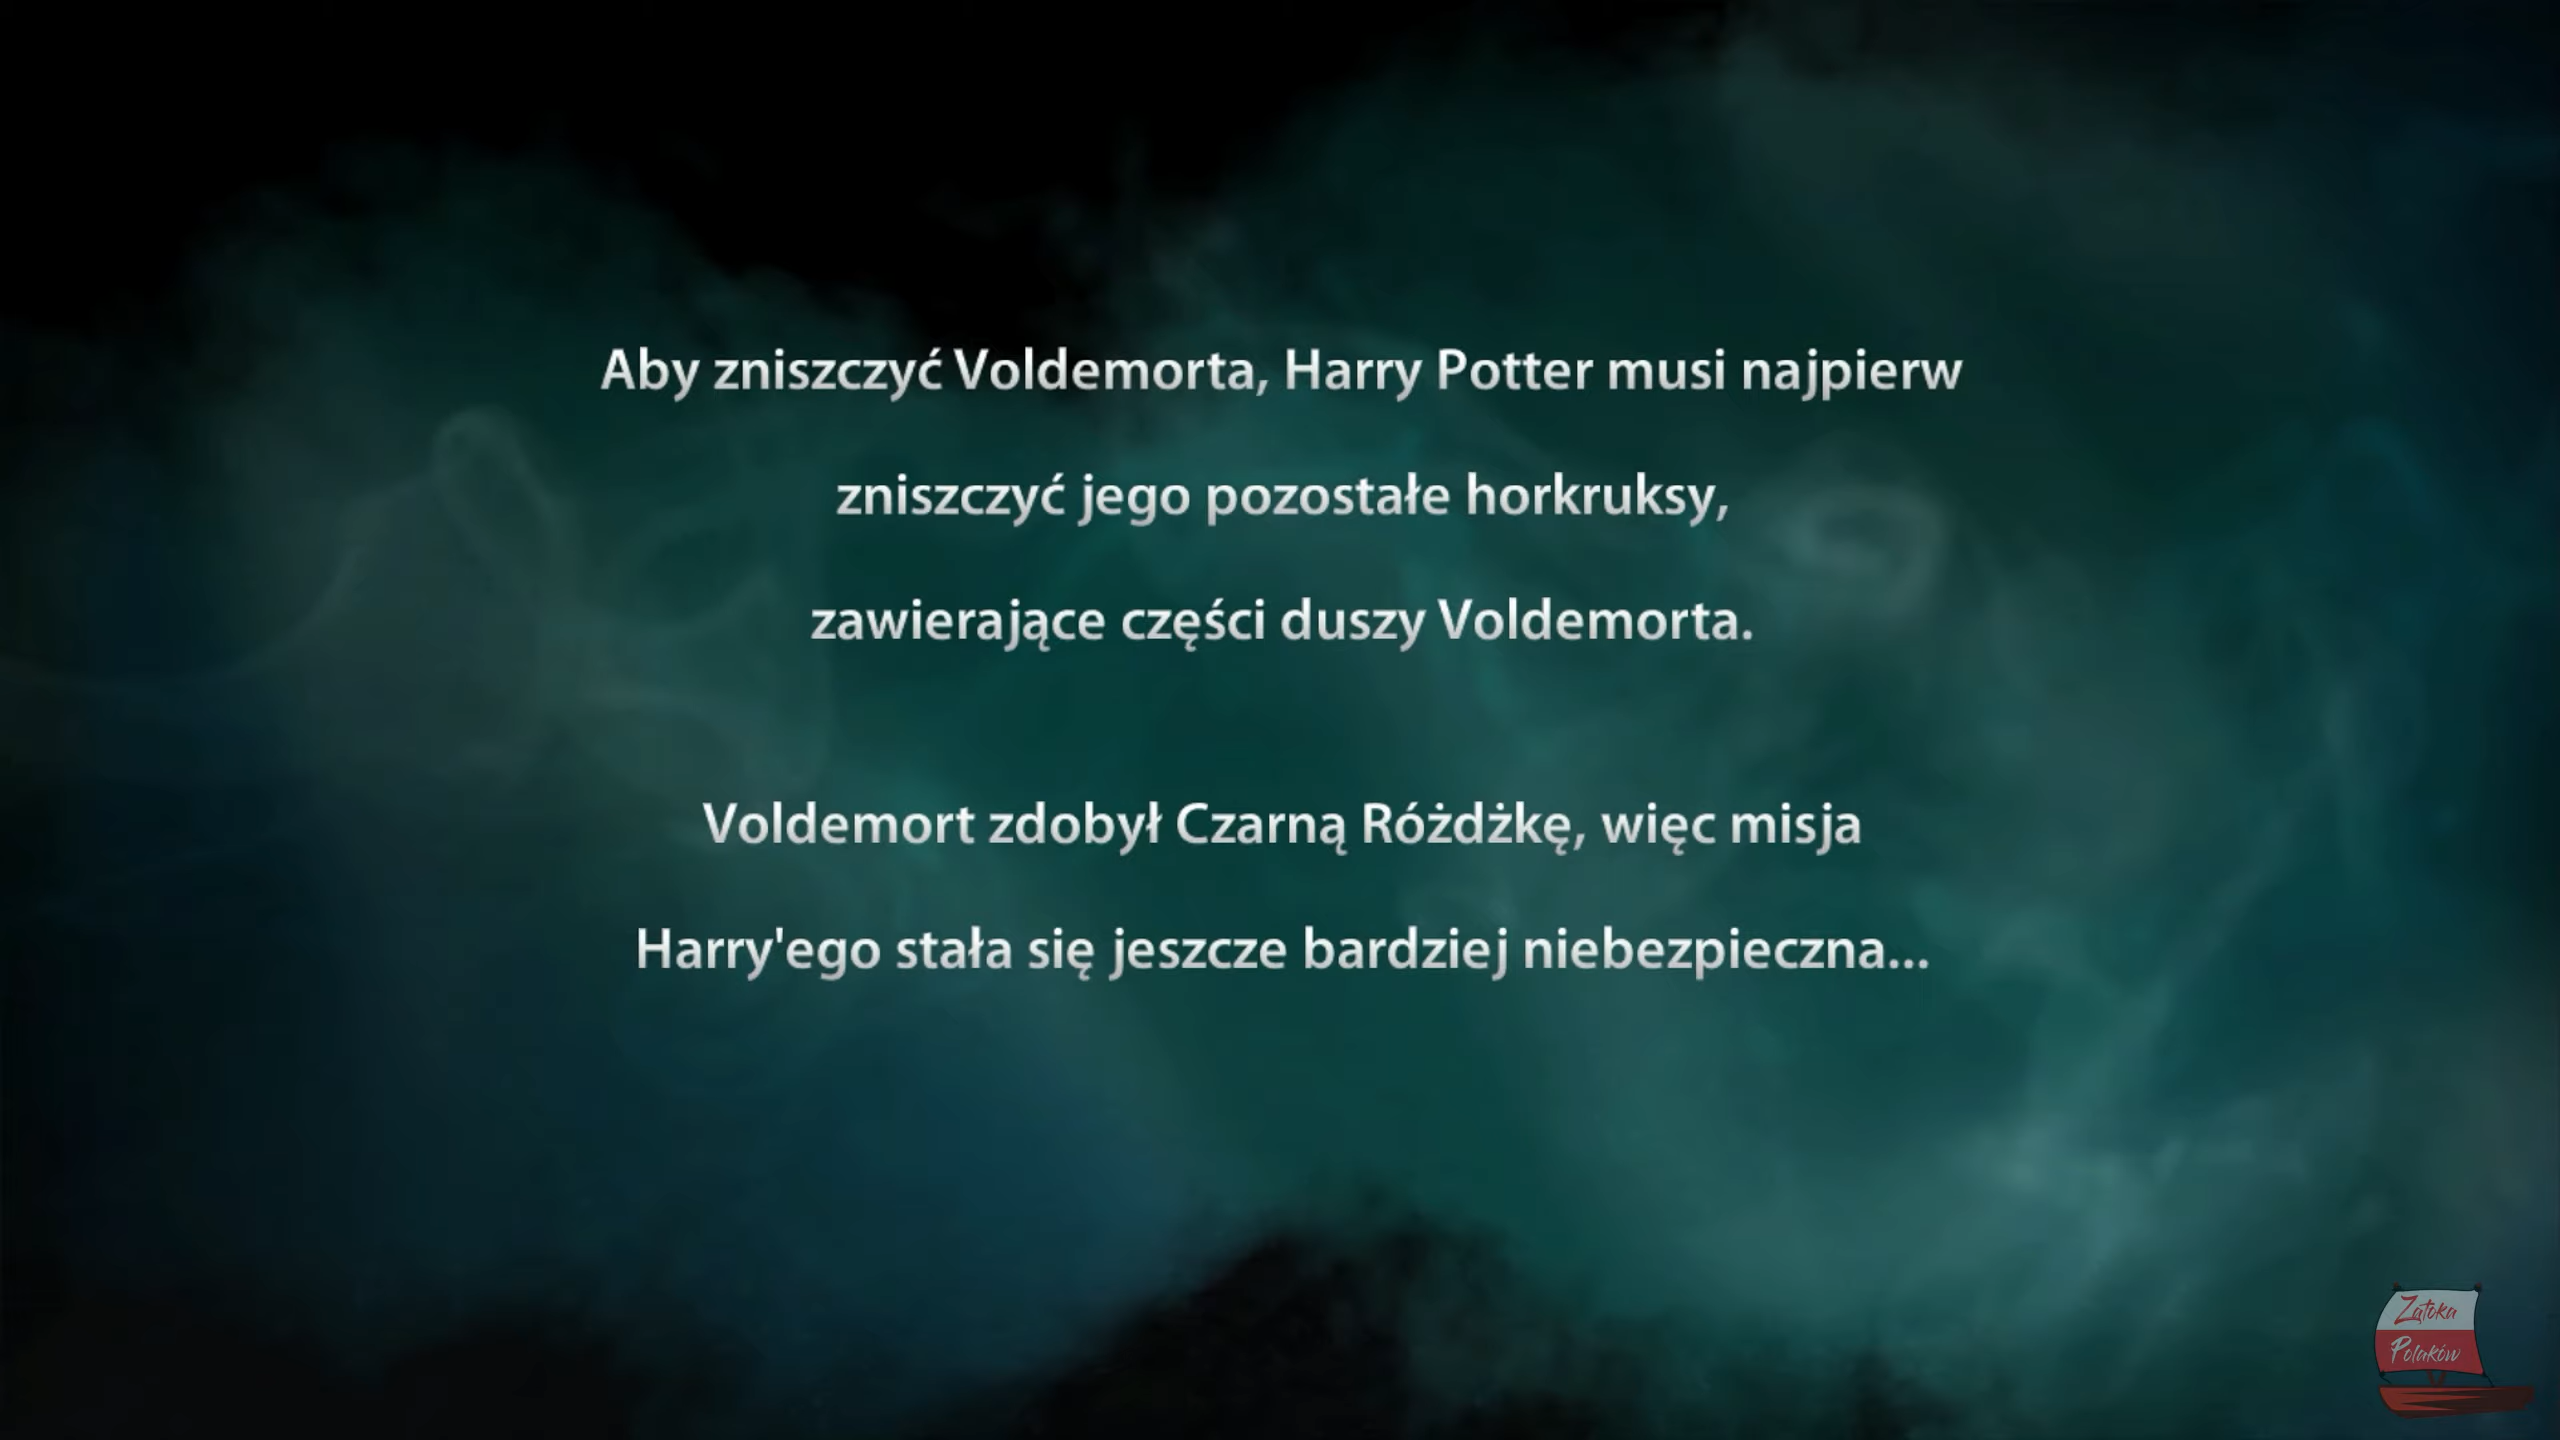 Aby zniszczyć Voldemorta, Harry Potter musi najpierw
zniszczyć jego pozostałe horkruksy,
zawierające części duszy Voldemorta.
Voldemort zdobył Czarną Różdżkę, więc misja
Harry'ego stała się jeszcze bardziej niebezpieczna...
Zatoka
Polaków